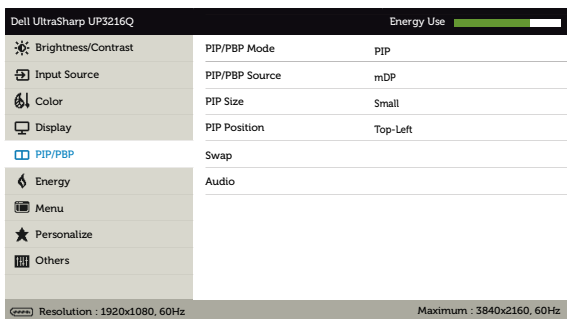 Dell UltraSharp UP3216Q Energy Use
Brightness/Contrast PIP/PBP Mode PIP
Input Source PIP/PBP Source mDP
Color PIP Size Small
Display PIP Position Top-Left
PIP/PBP Swap
Energy Audio
Menu
Personalize
Others
Resolution : 1920x1080, 60Hz Maximum : 3840x2160, 60Hz